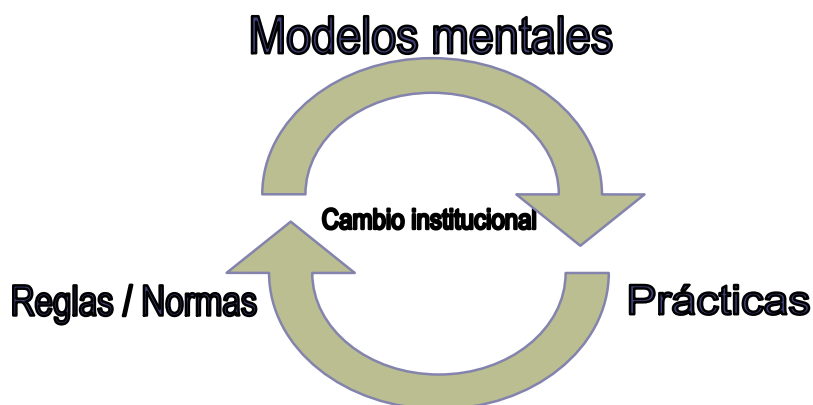 Modelos mentales
Cambio institucional
Reglas / Normas
Prácticas